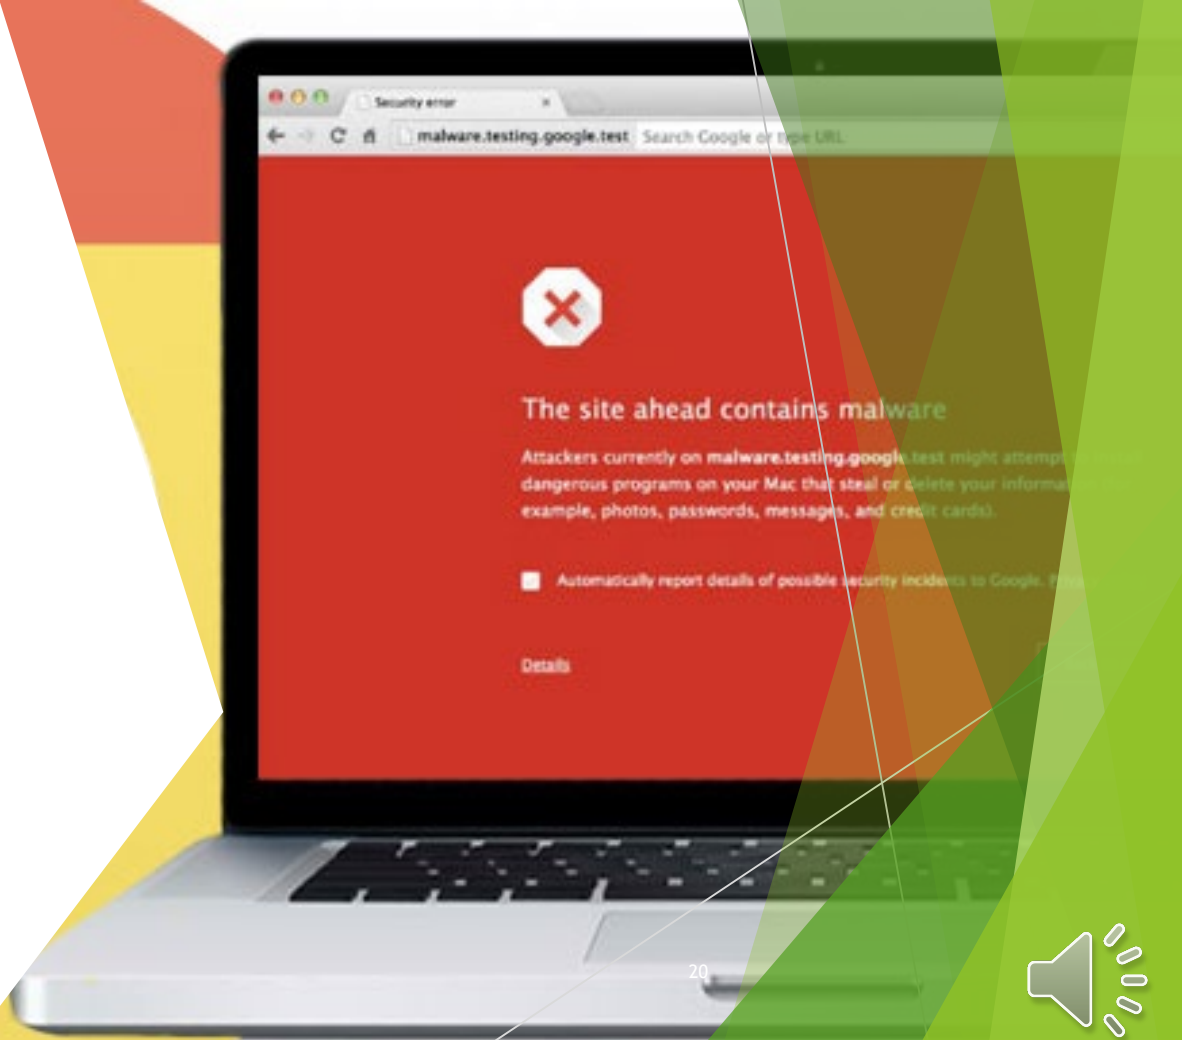 Security error
malware.testing.google.test Search Google or type URL
The site ahead contains malware
Attackers currently on malware.testing.google.test might attempt
dangerous programs on your Mac that steal or delete your
example, photos, passwords, messages, and credit cards).
Automatically report details of possible security incidents to Google.
Details
20